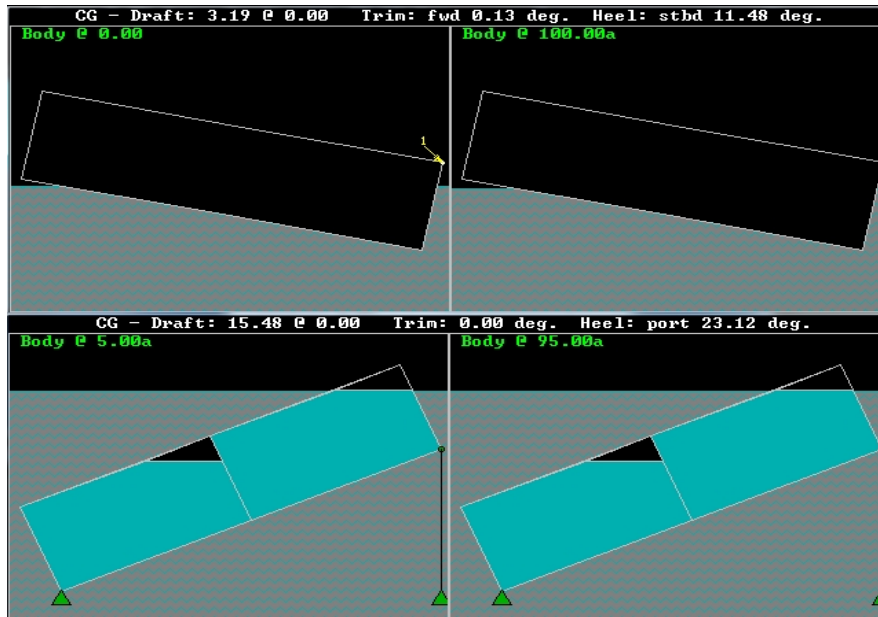 CG - Draft: 3.19 @ 0.00 Trim: fwd 0.13 deg. Heel: stbd 11.48 deg.
Body @ 0.00 Body @ 100.00a
1
CG - Draft: 15.48 @ 0.00 Trim: 0.00 deg. Heel: port 23.12 deg.
Body @ 5.00a Body @ 95.00a